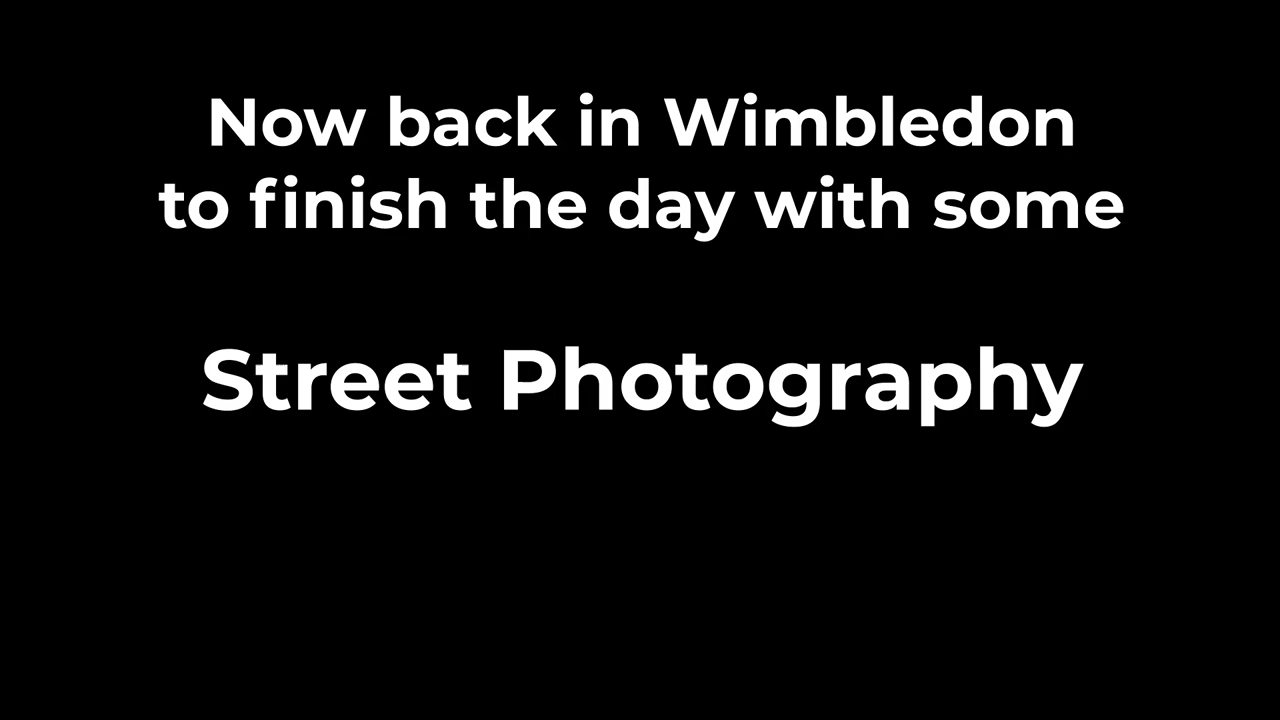 Now back in Wimbledon
to finish the day with some
Street Photography